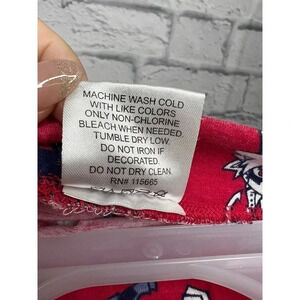 MACHINE WASH COLD
WITH LIKE COLORS
ONLY NON-CHLORINE
BLEACH WHEN NEEDED.
TUMBLE DRY LOW.
DO NOT IRON IF
DECORATED.
DO NOT DRY CLEAN.
RN# 115665